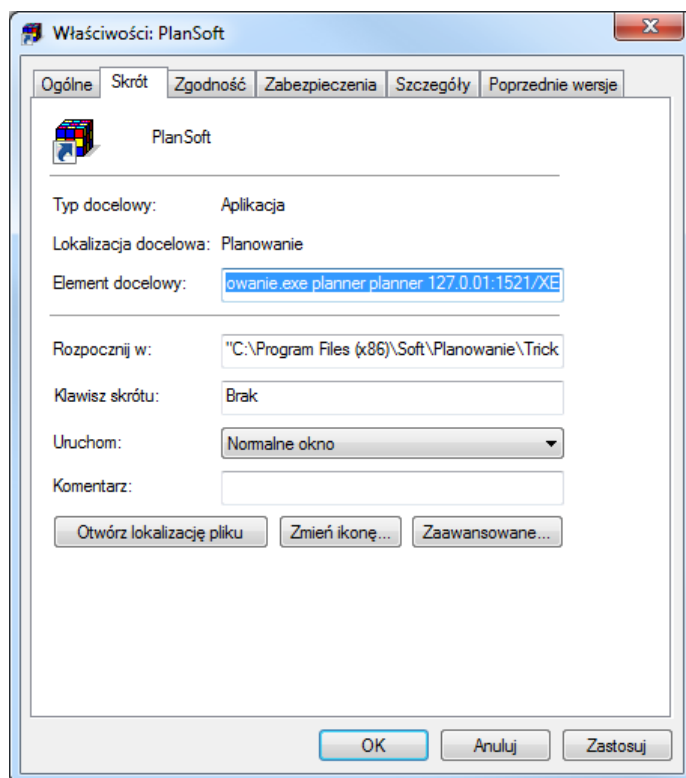 Właściwości: PlanSoft
Ogólne Skrót Zgodność Zabezpieczenia Szczegóły Poprzednie wersje
PlanSoft
Typ docelowy: Aplikacja
Lokalizacja docelowa: Planowanie
Element docelowy: owanie.exe planner planner 127.0.01:1521/XE
Rozpocznij w: "C:\Program Files (x86)\Soft\Planowanie\Trick
Klawisz skrótu: Brak
Uruchom: Normalne okno
Komentarz:
Otwórz lokalizację pliku Zmień ikonę... Zaawansowane...
OK Anuluj Zastosuj